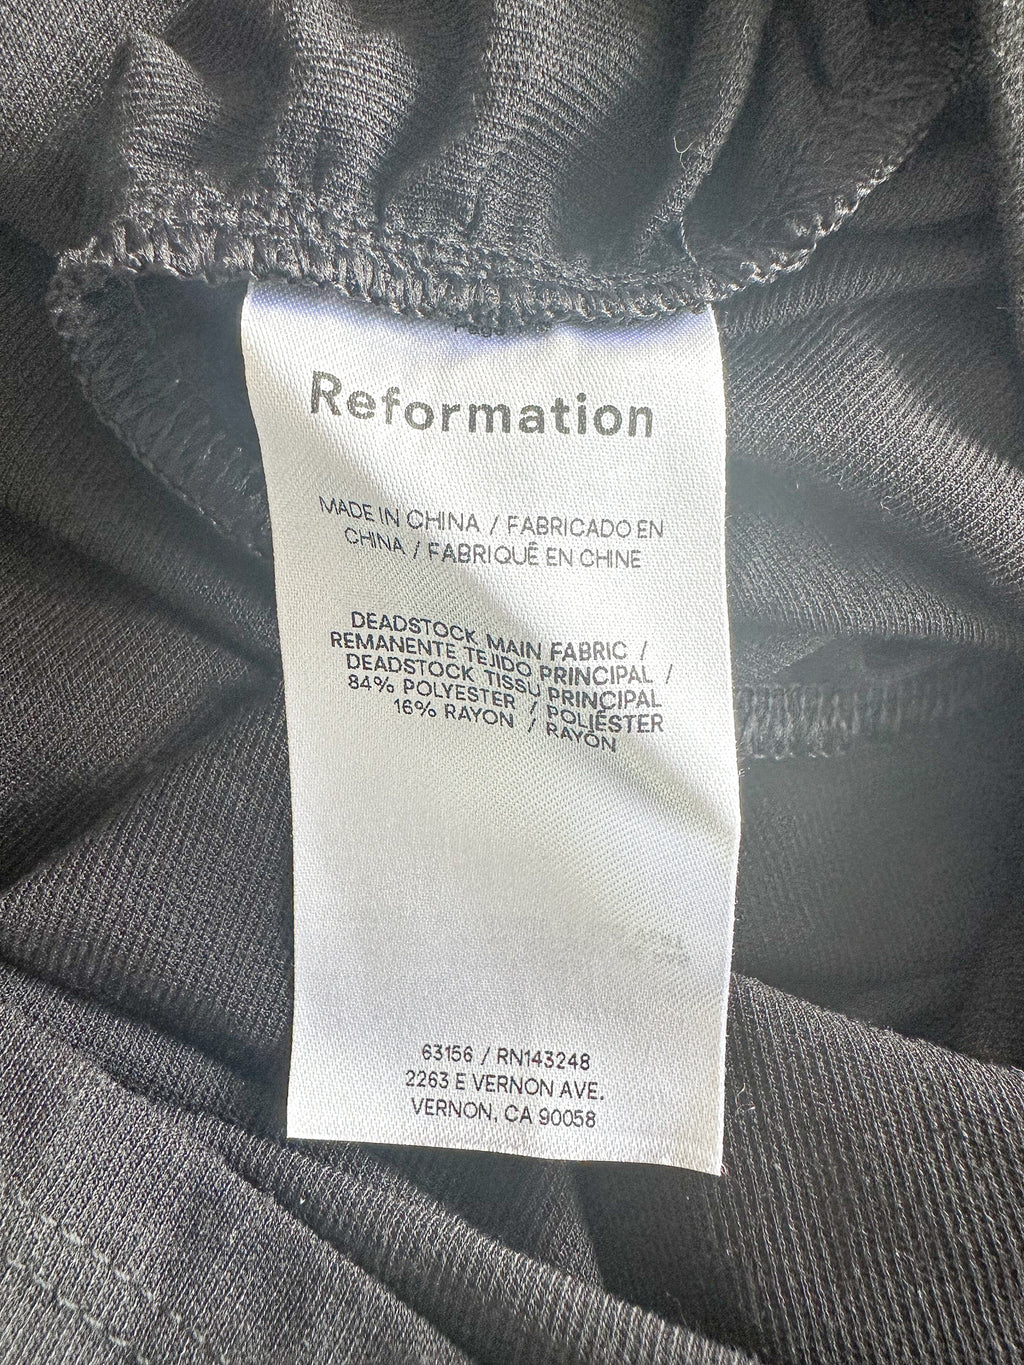 Reformation
MADE IN CHINA / FABRICADO EN
CHINA / FABRIQUÉ EN CHINE
DEADSTOCK MAIN FABRIC /
REMANENTE TEJIDO PRINCIPAL /
DEADSTOCK TISSU PRINCIPAL
84% POLYESTER / POLIÉSTER
16% RAYON / RAYÓN
63156 / RN143248
2263 E VERNON AVE.
VERNON, CA 90058